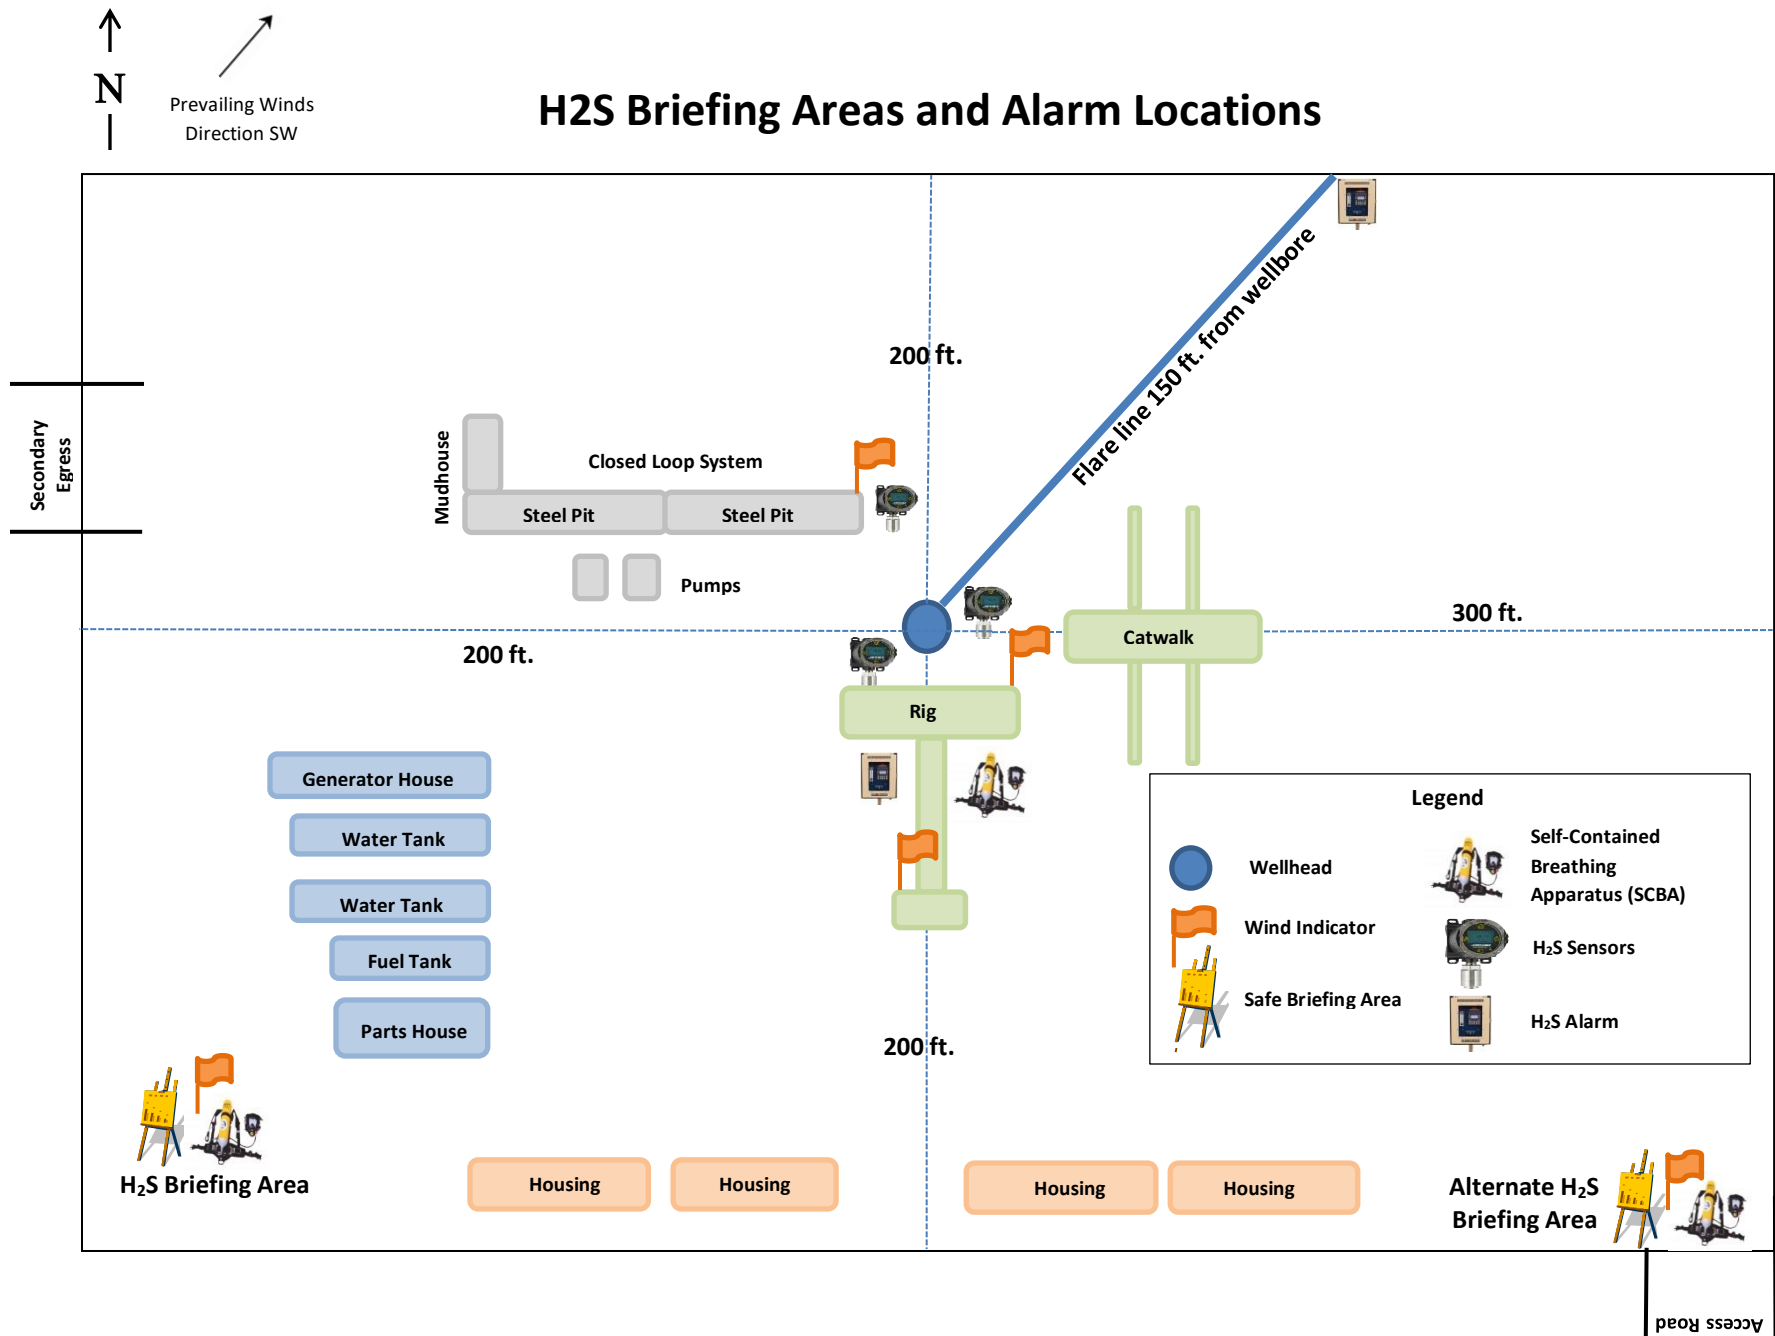 N
Prevailing Winds
Direction SW
H2S Briefing Areas and Alarm Locations
Flare line 150 ft. from wellbore
200 ft.
Secondary
Egress
Mudhouse
Closed Loop System
Steel Pit
Steel Pit
Pumps
200 ft.
300 ft.
Catwalk
Rig
Generator House
Water Tank
Water Tank
Fuel Tank
Parts House
200 ft.
Legend
Wellhead
Wind Indicator
Safe Briefing Area
Self-Contained
Breathing
Apparatus (SCBA)
H₂S Sensors
H₂S Alarm
H₂S Briefing Area
Housing
Housing
Housing
Housing
Alternate H₂S
Briefing Area
Access Road